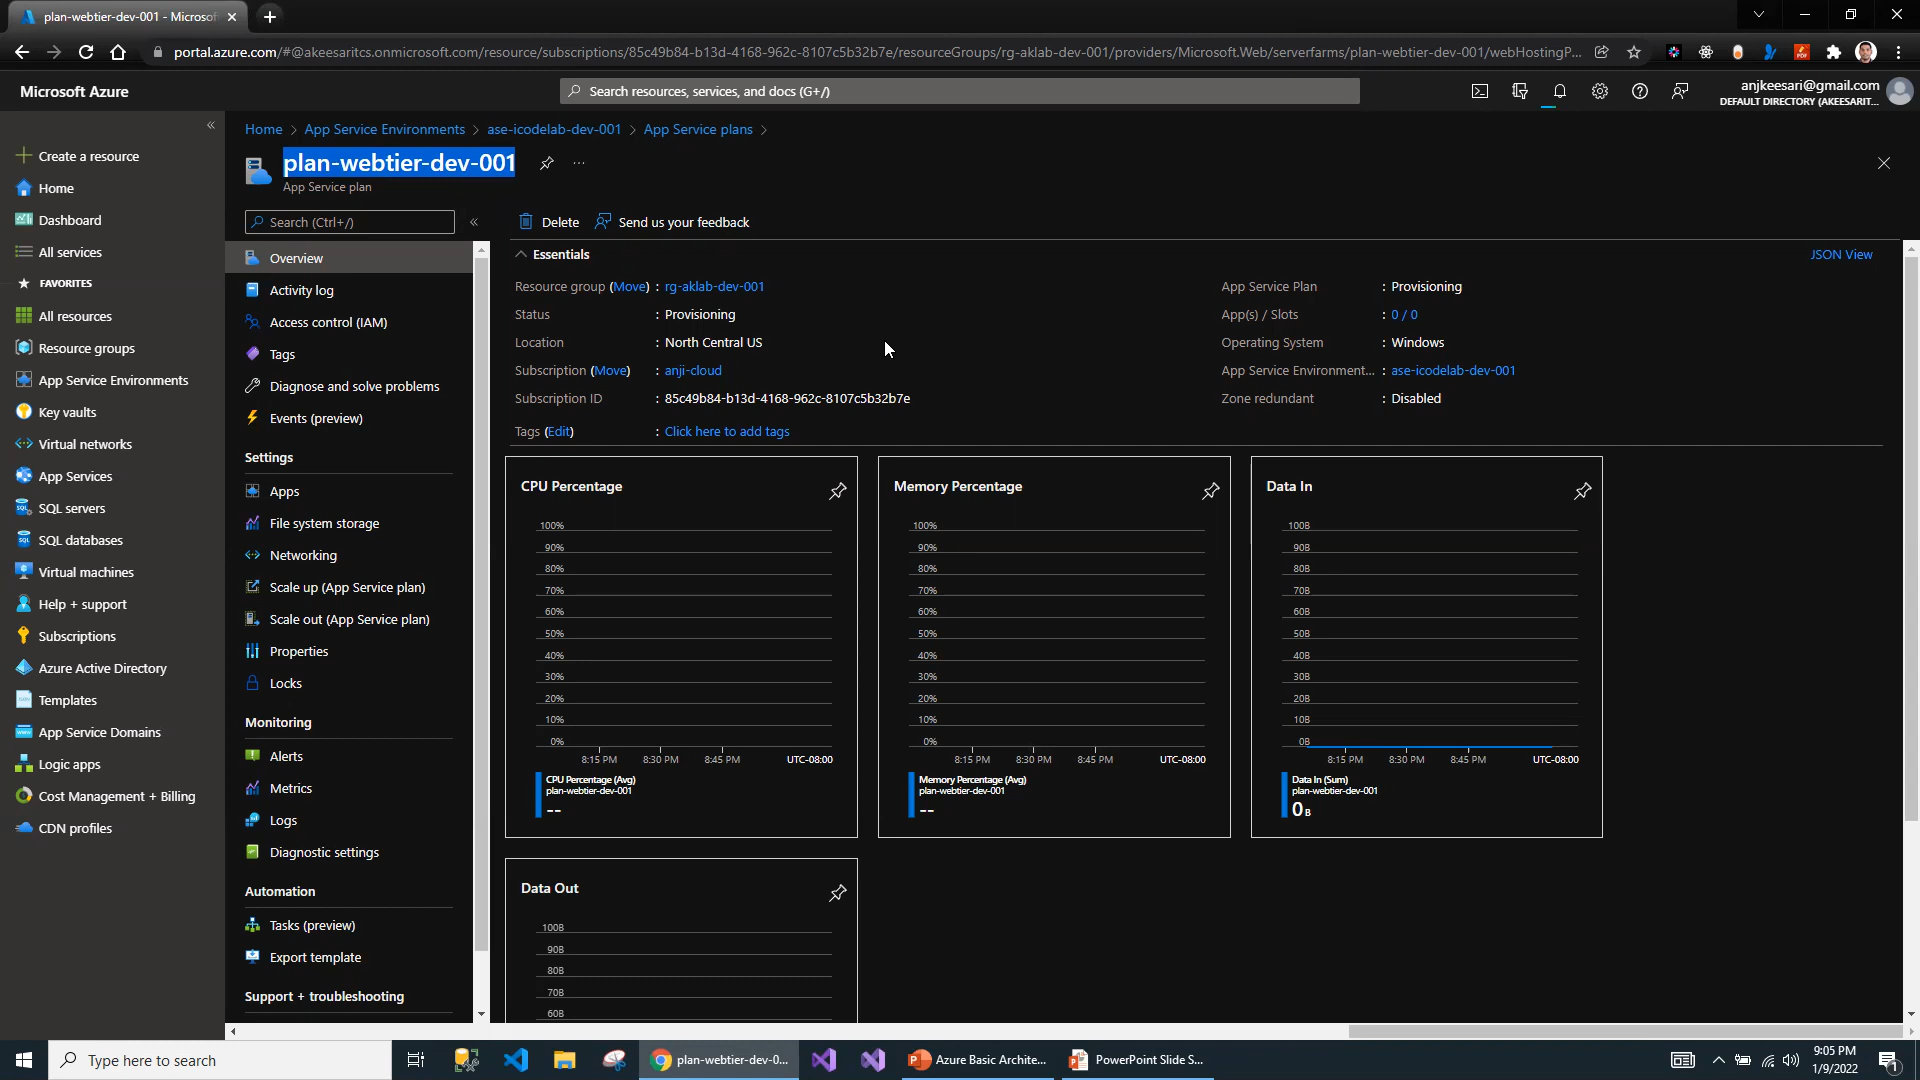 plan-webtier-dev-001 - Microsof
portal.azure.com/#@akeesaritcs.onmicrosoft.com/resource/subscriptions/85c49b84-b13d-4168-962c-8107c5b32b7e/resourceGroups/rg-aklab-dev-001/providers/Microsoft.Web/serverfarms/plan-webtier-dev-001/webHostingP...
Microsoft Azure
Search resources, services, and docs (G+/)
anjkeesari@gmail.com
DEFAULT DIRECTORY (AKEESARIT...
Home > App Service Environments > ase-icodelab-dev-001 > App Service plans >
plan-webtier-dev-001
App Service plan
Create a resource
Home
Dashboard
All services
FAVORITES
All resources
Resource groups
App Service Environments
Key vaults
Virtual networks
App Services
SQL servers
SQL databases
Virtual machines
Help + support
Subscriptions
Azure Active Directory
Templates
App Service Domains
Logic apps
Cost Management + Billing
CDN profiles
Search (Ctrl+/)
Overview
Activity log
Access control (IAM)
Tags
Diagnose and solve problems
Events (preview)
Settings
Apps
File system storage
Networking
Scale up (App Service plan)
Scale out (App Service plan)
Properties
Locks
Monitoring
Alerts
Metrics
Logs
Diagnostic settings
Automation
Tasks (preview)
Export template
Support + troubleshooting
Delete
Send us your feedback
Essentials
JSON View
Resource group (Move) : rg-aklab-dev-001
Status : Provisioning
Location : North Central US
Subscription (Move) : anji-cloud
Subscription ID : 85c49b84-b13d-4168-962c-8107c5b32b7e
Tags (Edit) : Click here to add tags
App Service Plan : Provisioning
App(s) / Slots : 0 / 0
Operating System : Windows
App Service Environment... : ase-icodelab-dev-001
Zone redundant : Disabled
CPU Percentage
100%
90%
80%
70%
60%
50%
40%
30%
20%
10%
0%
8:15 PM 8:30 PM 8:45 PM UTC-08:00
CPU Percentage (Avg)
plan-webtier-dev-001
--
Memory Percentage
100%
90%
80%
70%
60%
50%
40%
30%
20%
10%
0%
8:15 PM 8:30 PM 8:45 PM UTC-08:00
Memory Percentage (Avg)
plan-webtier-dev-001
--
Data In
100B
90B
80B
70B
60B
50B
40B
30B
20B
10B
0B
8:15 PM 8:30 PM 8:45 PM UTC-08:00
Data In (Sum)
plan-webtier-dev-001
0 B
Data Out
100B
90B
80B
70B
60B
Type here to search
plan-webtier-dev-0...
Azure Basic Archite...
PowerPoint Slide S...
9:05 PM
1/9/2022
1